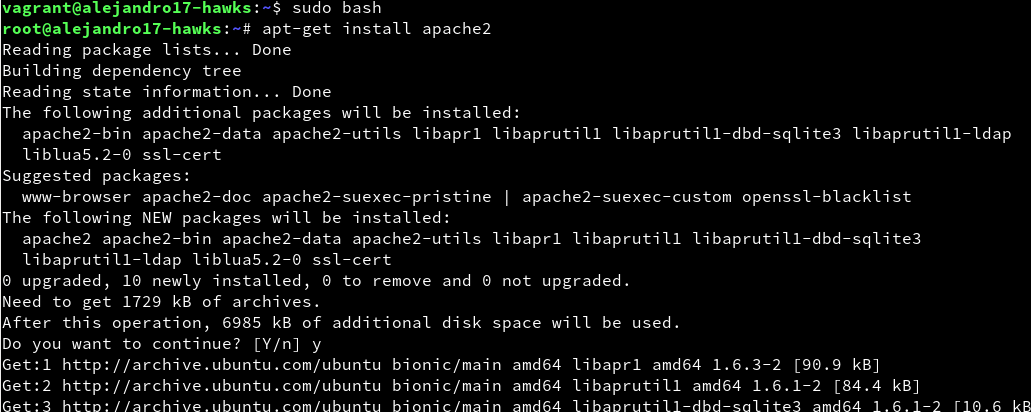 vagrant@alejandro17-hawks:~$ sudo bash
root@alejandro17-hawks:~# apt-get install apache2
Reading package lists... Done
Building dependency tree
Reading state information... Done
The following additional packages will be installed:
  apache2-bin apache2-data apache2-utils libapr1 libaprutil1 libaprutil1-dbd-sqlite3 libaprutil1-ldap
  liblua5.2-0 ssl-cert
Suggested packages:
  www-browser apache2-doc apache2-suexec-pristine | apache2-suexec-custom openssl-blacklist
The following NEW packages will be installed:
  apache2 apache2-bin apache2-data apache2-utils libapr1 libaprutil1 libaprutil1-dbd-sqlite3
  libaprutil1-ldap liblua5.2-0 ssl-cert
0 upgraded, 10 newly installed, 0 to remove and 0 not upgraded.
Need to get 1729 kB of archives.
After this operation, 6985 kB of additional disk space will be used.
Do you want to continue? [Y/n] y
Get:1 http://archive.ubuntu.com/ubuntu bionic/main amd64 libapr1 amd64 1.6.3-2 [90.9 kB]
Get:2 http://archive.ubuntu.com/ubuntu bionic/main amd64 libaprutil1 amd64 1.6.1-2 [84.4 kB]
Get:3 http://archive.ubuntu.com/ubuntu bionic/main amd64 libaprutil1-dbd-sqlite3 amd64 1.6.1-2 [10.6 kB